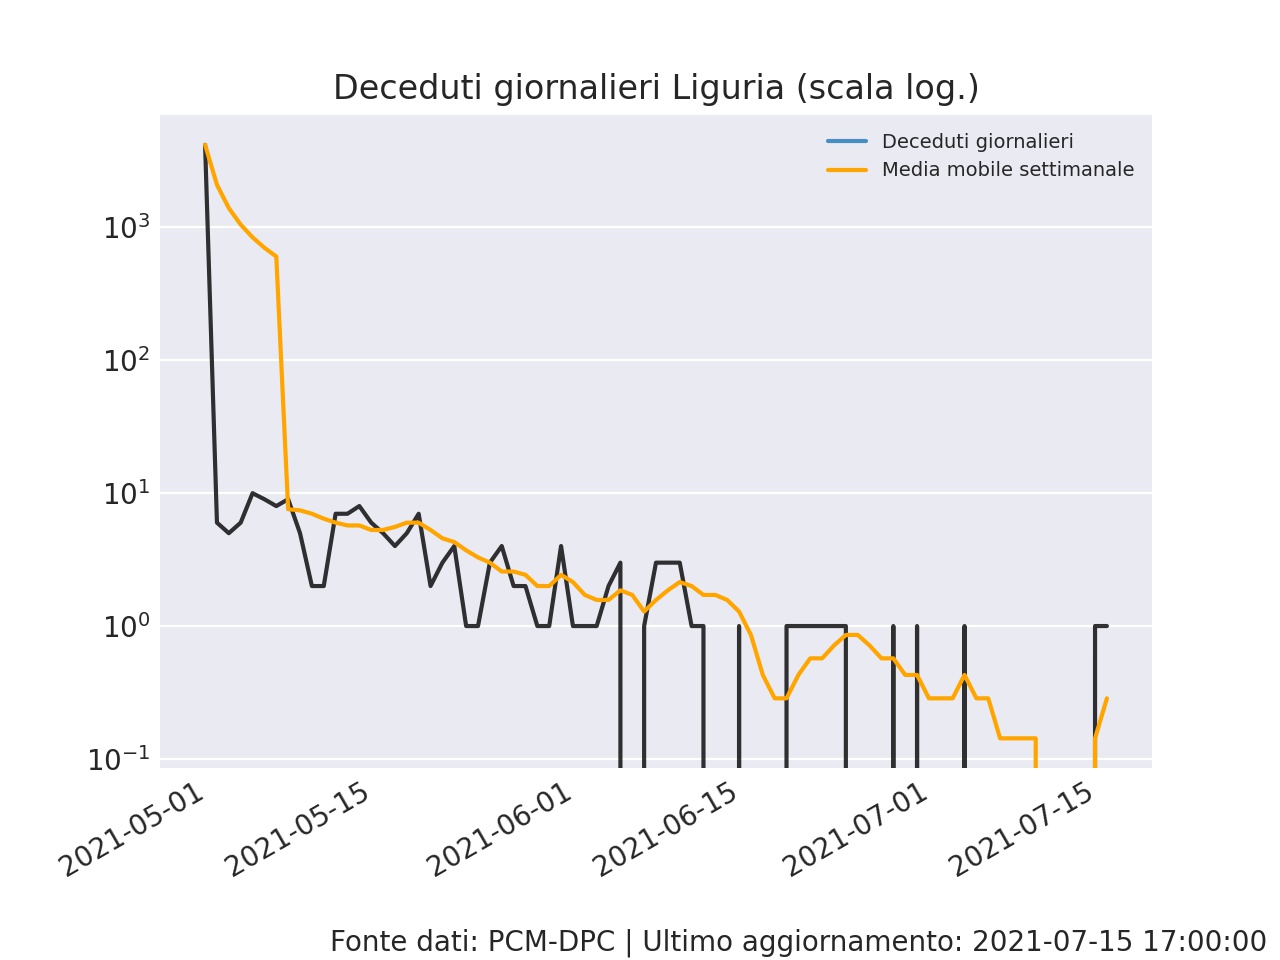 Deceduti giornalieri Liguria (scala log.)
Deceduti giornalieri
Media mobile settimanale
10³
10²
10¹
10⁰
10⁻¹
2021-05-01
2021-05-15
2021-06-01
2021-06-15
2021-07-01
2021-07-15
Fonte dati: PCM-DPC | Ultimo aggiornamento: 2021-07-15 17:00:00